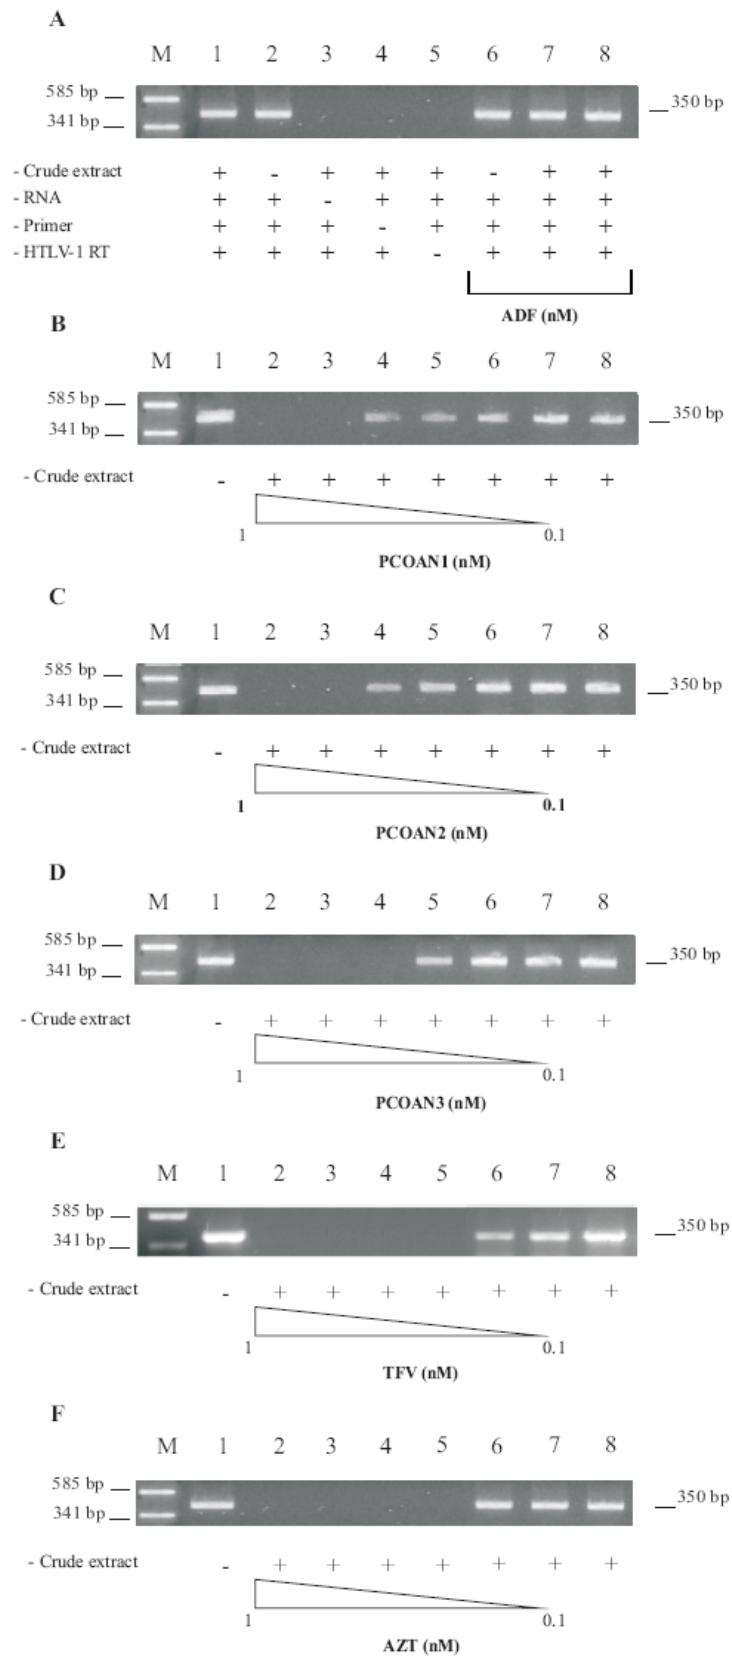 A
M 1 2 3 4 5 6 7 8
585 bp
341 bp
350 bp
- Crude extract + - + + + - + +
- RNA + + - + + + + +
- Primer + + + - + + + +
- HTLV-1 RT + + + + - + + +
ADF (nM)
B
M 1 2 3 4 5 6 7 8
585 bp
341 bp
350 bp
- Crude extract - + + + + + + +
1 0.1
PCOAN1 (nM)
C
M 1 2 3 4 5 6 7 8
585 bp
341 bp
350 bp
- Crude extract - + + + + + + +
1 0.1
PCOAN2 (nM)
D
M 1 2 3 4 5 6 7 8
585 bp
341 bp
350 bp
- Crude extract - + + + + + + +
1 0.1
PCOAN3 (nM)
E
M 1 2 3 4 5 6 7 8
585 bp
341 bp
350 bp
- Crude extract - + + + + + + +
1 0.1
TFV (nM)
F
M 1 2 3 4 5 6 7 8
585 bp
341 bp
350 bp
- Crude extract - + + + + + + +
1 0.1
AZT (nM)